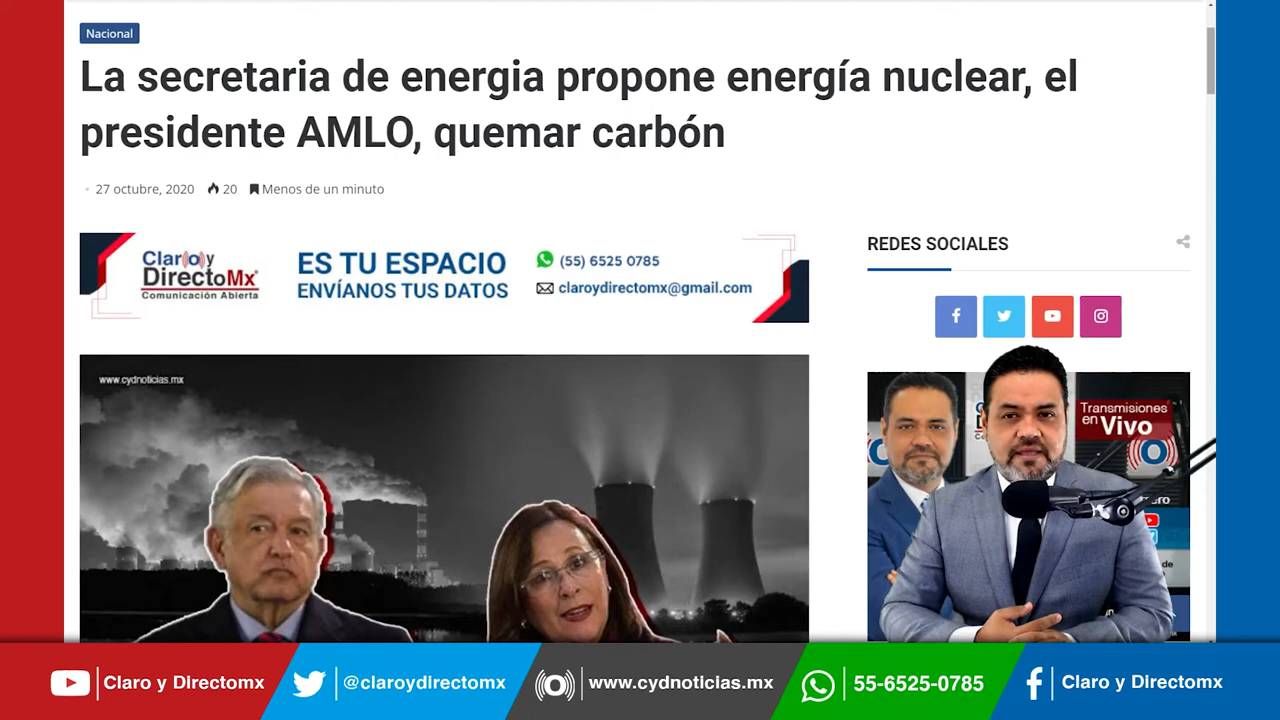 Nacional
La secretaria de energia propone energía nuclear, el
presidente AMLO, quemar carbón
27 octubre, 2020 20 Menos de un minuto
Claro y
DirectoMx
Comunicación Abierta
ES TU ESPACIO
ENVÍANOS TUS DATOS
(55) 6525 0785
claroydirectomx@gmail.com
REDES SOCIALES
www.cydnoticias.mx
Transmisiones
en Vivo
Claro y Directomx
@claroydirectomx
www.cydnoticias.mx
55-6525-0785
Claro y Directomx